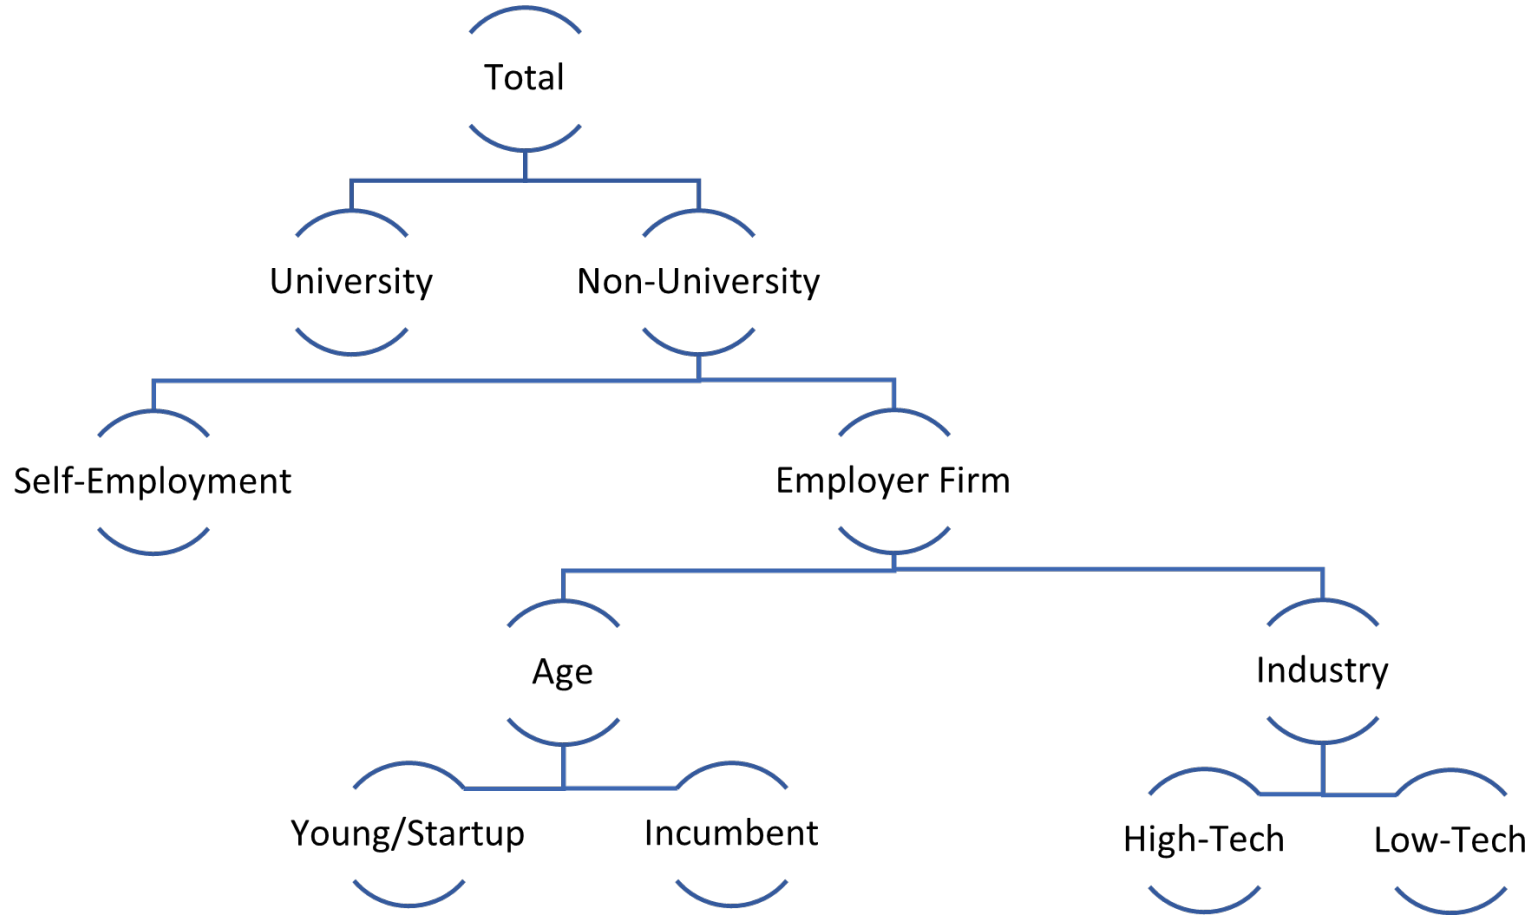 Total
University
Non-University
Self-Employment
Employer Firm
Age
Industry
Young/Startup
Incumbent
High-Tech
Low-Tech